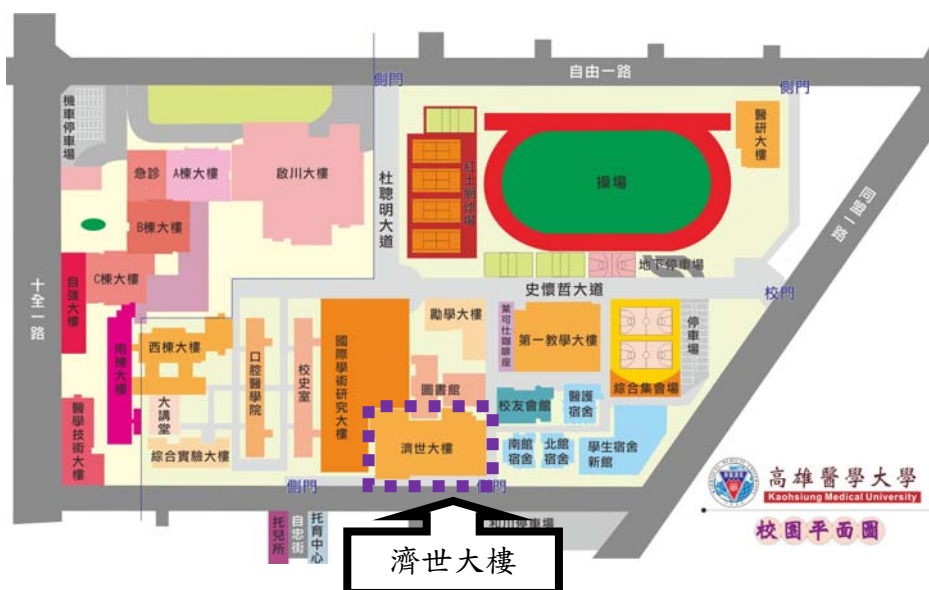 自由一路
側門
側門
機車停車場
醫研大樓
急診
A棟大樓
啟川大樓
杜聰明大道
紅土網球場
操場
同盟一路
B棟大樓
C棟大樓
自強大樓
地下停車場
十全一路
史懷哲大道
校門
南棟大樓
西棟大樓
口腔醫學院
校史室
國際學術研究大樓
勵學大樓
萊可仕咖啡座
第一教學大樓
停車場
綜合集會場
圖書館
校友會館
醫護
宿舍
大講堂
醫學技術大樓
綜合實驗大樓
濟世大樓
南館
宿舍
北館
宿舍
學生宿舍
新館
側門
側門
托兒所
自忠街
托育中心
停車場
濟世大樓
高雄醫學大學
Kaohsiung Medical University
校園平面圖